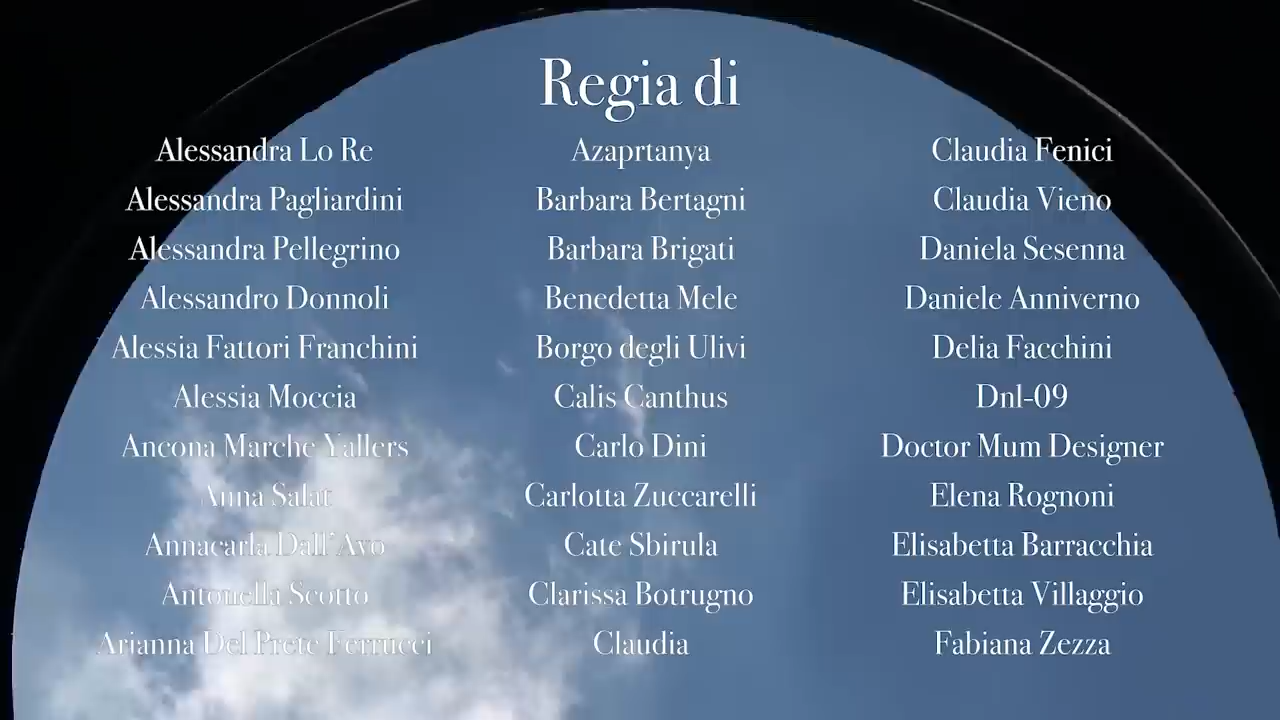 Regia di
Alessandra Lo Re
Alessandra Pagliardini
Alessandra Pellegrino
Alessandro Donnoli
Alessia Fattori Franchini
Alessia Moccia
Ancona Marche Yallers
Anna Salat
Annacarla Dall'Avo
Antonella Scotto
Arianna Del Prete Ferrucci
Azaprtanya
Barbara Bertagni
Barbara Brigati
Benedetta Mele
Borgo degli Ulivi
Calis Canthus
Carlo Dini
Carlotta Zuccarelli
Cate Sbirula
Clarissa Botrugno
Claudia
Claudia Fenici
Claudia Vieno
Daniela Sesenna
Daniele Anniverno
Delia Facchini
Dnl-09
Doctor Mum Designer
Elena Rognoni
Elisabetta Barracchia
Elisabetta Villaggio
Fabiana Zezza